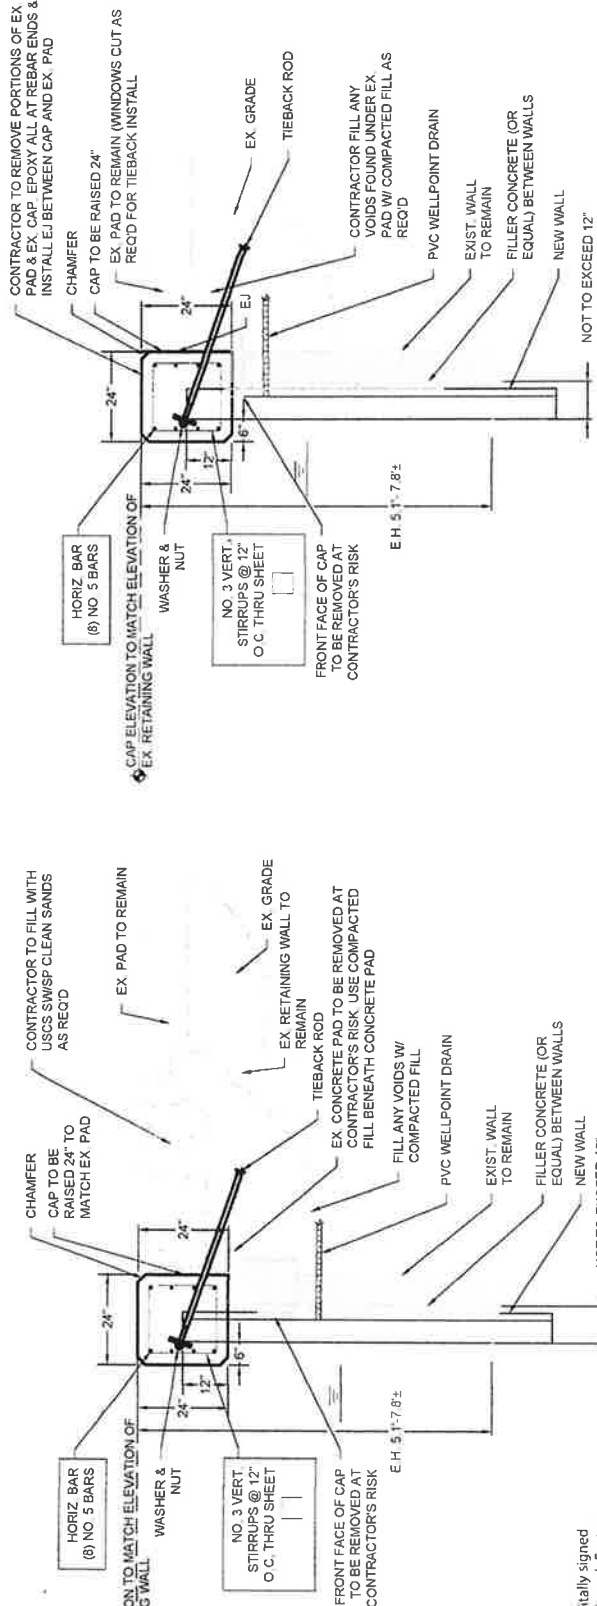 CONTRACTOR TO REMOVE PORTIONS OF EX.
PAD & EX. CAP. EPOXY ALL AT REBAR ENDS &
INSTALL EJ BETWEEN CAP AND EX. PAD
CHAMFER
CAP TO BE RAISED 24"
EX. PAD TO REMAIN (WINDOWS CUT AS
REQ'D FOR TIEBACK INSTALL
EX. GRADE
TIEBACK ROD
CONTRACTOR FILL ANY
VOIDS FOUND UNDER EX.
PAD W/ COMPACTED FILL AS
REQ'D
PVC WELLPOINT DRAIN
EXIST. WALL
TO REMAIN
FILLER CONCRETE (OR
EQUAL) BETWEEN WALLS
NEW WALL
NOT TO EXCEED 12"
24"
24"
EJ
24"
12"
6"
E.H. 5.1'-7.8'±
HORIZ. BAR
(8) NO. 5 BARS
CAP ELEVATION TO MATCH ELEVATION OF
EX. RETAINING WALL
WASHER &
NUT
NO. 3 VERT.
STIRRUPS @ 12"
O.C. THRU SHEET
FRONT FACE OF CAP
TO BE REMOVED AT
CONTRACTOR'S RISK
CONTRACTOR TO FILL WITH
USCS SW/SP CLEAN SANDS
AS REQ'D
CHAMFER
CAP TO BE
RAISED 24" TO
MATCH EX. PAD
EX. PAD TO REMAIN
EX. GRADE
EX. RETAINING WALL TO
REMAIN
TIEBACK ROD
EX. CONCRETE PAD TO BE REMOVED AT
CONTRACTOR'S RISK. USE COMPACTED
FILL BENEATH CONCRETE PAD
FILL ANY VOIDS W/
COMPACTED FILL
PVC WELLPOINT DRAIN
EXIST. WALL
TO REMAIN
FILLER CONCRETE (OR
EQUAL) BETWEEN WALLS
NEW WALL
24"
24"
24"
12"
6"
E.H. 5.1'-7.8'±
HORIZ. BAR
(8) NO. 5 BARS
TO MATCH ELEVATION OF
WALL
WASHER &
NUT
NO. 3 VERT.
STIRRUPS @ 12"
O.C. THRU SHEET
FRONT FACE OF CAP
TO BE REMOVED AT
CONTRACTOR'S RISK
signed